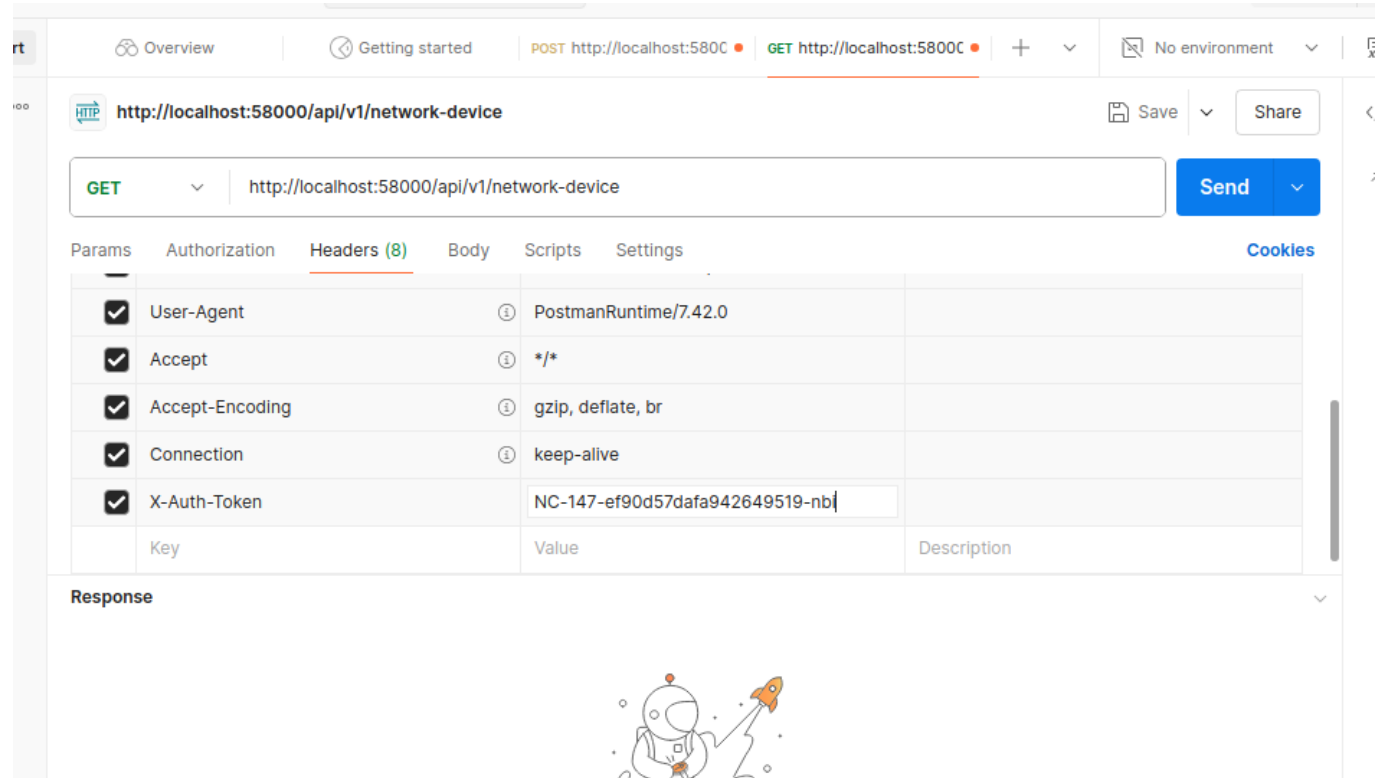 rt Overview Getting started POST http://localhost:580C GET http://localhost:5800C No environment
HTTP http://localhost:58000/api/v1/network-device Save Share
GET http://localhost:58000/api/v1/network-device Send
Params Authorization Headers (8) Body Scripts Settings Cookies
User-Agent PostmanRuntime/7.42.0
Accept */*
Accept-Encoding gzip, deflate, br
Connection keep-alive
X-Auth-Token NC-147-ef90d57dafa942649519-nbi
Key Value Description
Response